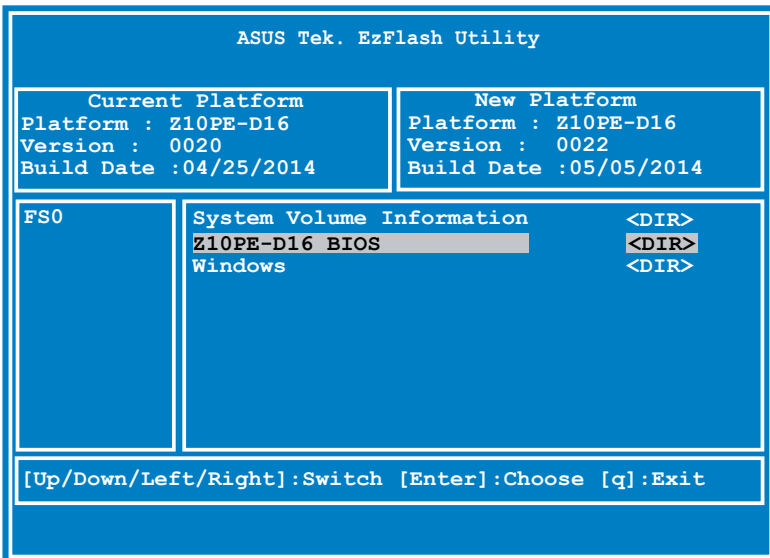 ASUS Tek. EzFlash Utility
Current Platform
Platform : Z10PE-D16
Version : 0020
Build Date :04/25/2014
New Platform
Platform : Z10PE-D16
Version : 0022
Build Date :05/05/2014
FS0
System Volume Information <DIR>
Z10PE-D16 BIOS <DIR>
Windows <DIR>
[Up/Down/Left/Right]:Switch [Enter]:Choose [q]:Exit